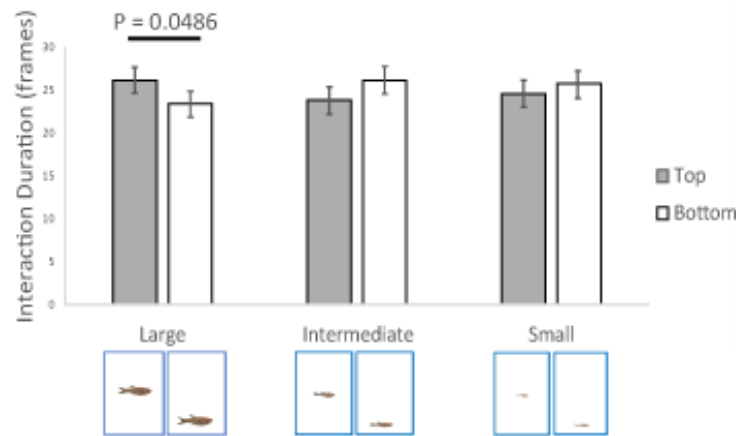 P = 0.0486
Interaction Duration (frames)
30
25
20
15
10
5
0
Top
Bottom
Large
Intermediate
Small